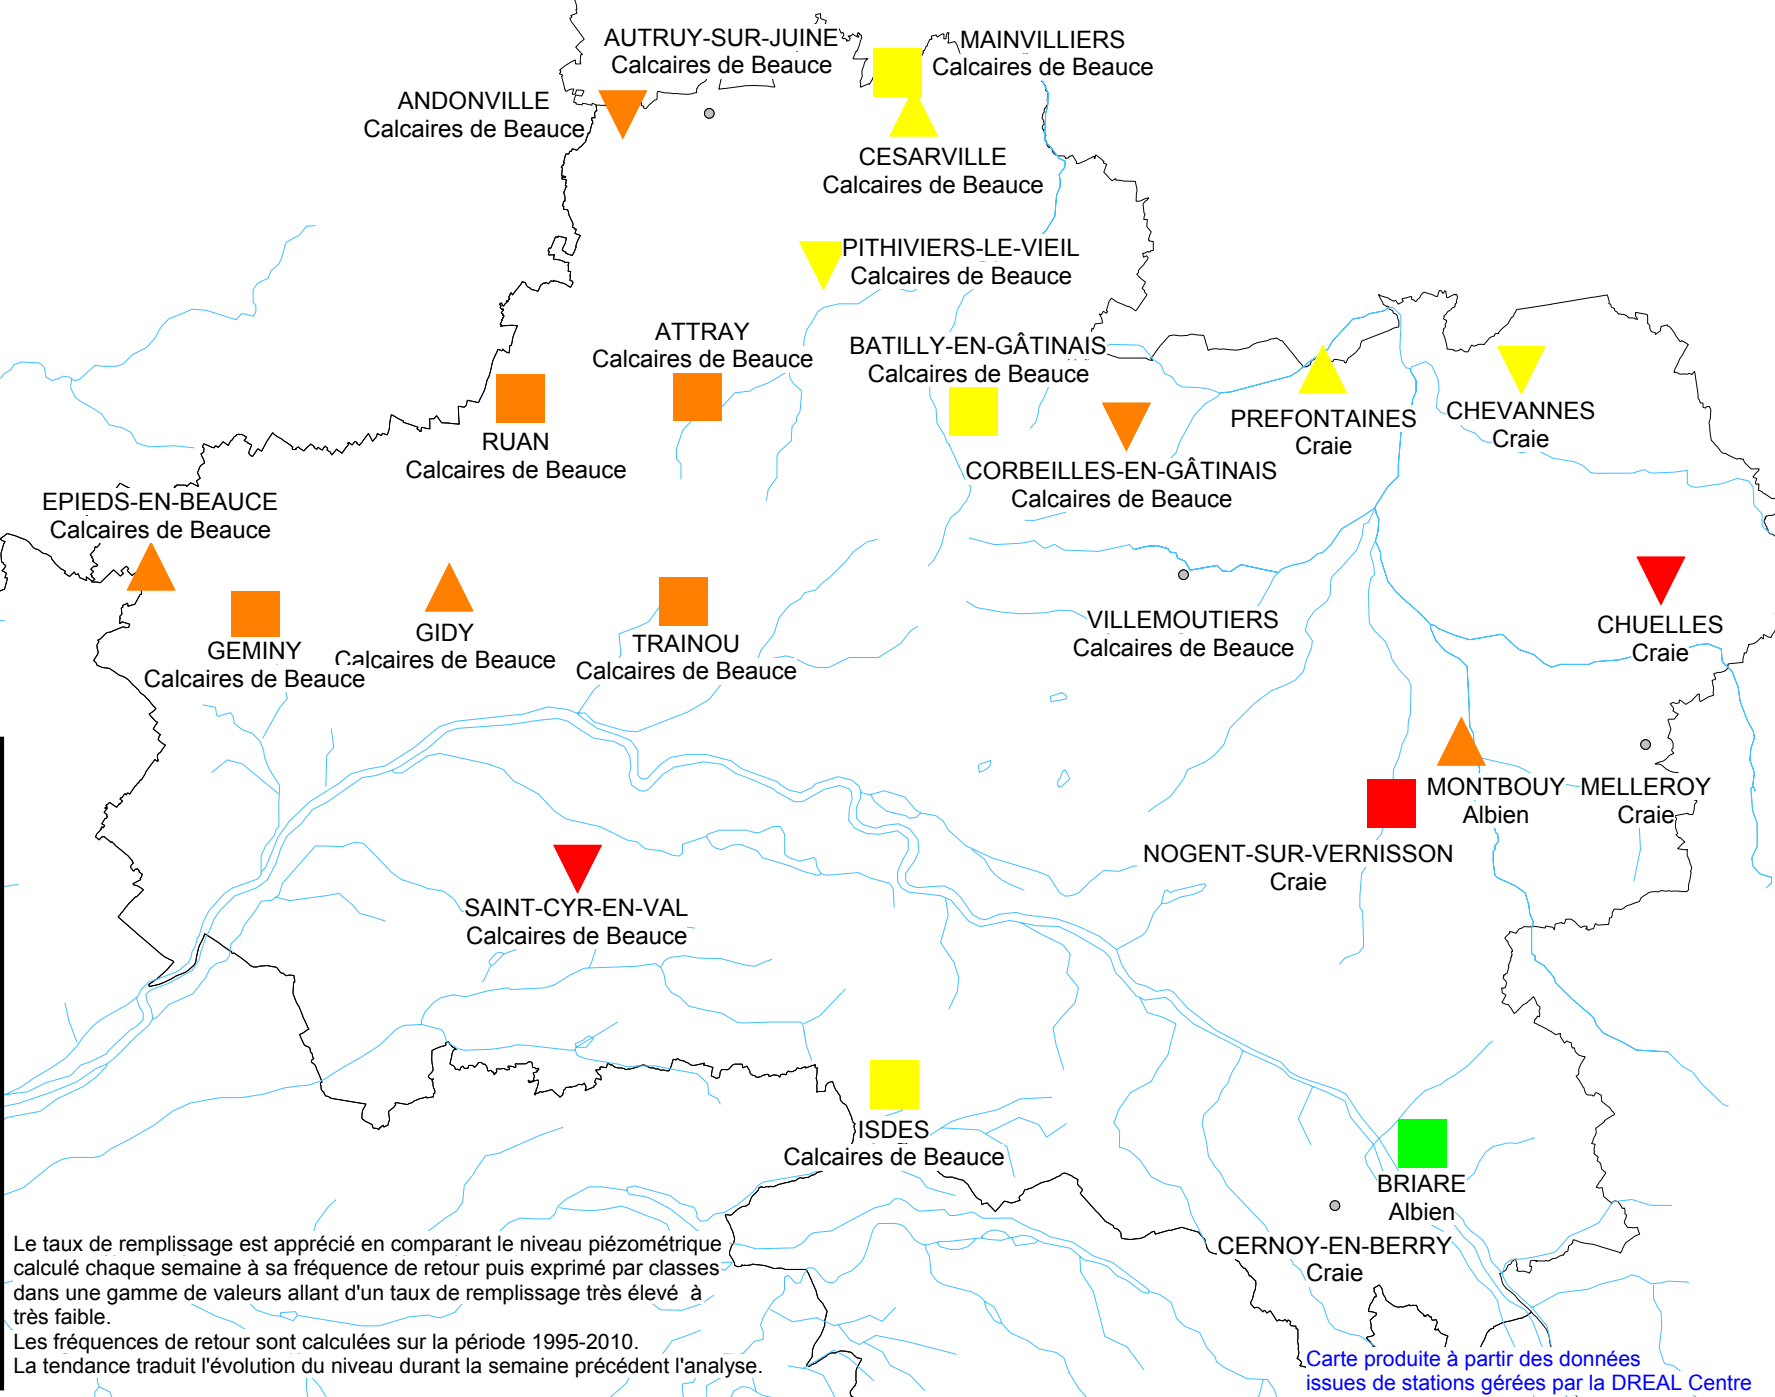 AUTRUY-SUR-JUINE
Calcaires de Beauce
MAINVILLIERS
Calcaires de Beauce
ANDONVILLE
Calcaires de Beauce
CESARVILLE
Calcaires de Beauce
PITHIVIERS-LE-VIEIL
Calcaires de Beauce
ATTRAY
Calcaires de Beauce
BATILLY-EN-GÂTINAIS
Calcaires de Beauce
RUAN
Calcaires de Beauce
CORBEILLES-EN-GÂTINAIS
Calcaires de Beauce
PREFONTAINES
Craie
CHEVANNES
Craie
EPIEDS-EN-BEAUCE
Calcaires de Beauce
GEMINY
Calcaires de Beauce
GIDY
Calcaires de Beauce
TRAINOU
Calcaires de Beauce
VILLEMOUTIERS
Calcaires de Beauce
CHUELLES
Craie
MONTBOUY
Albien
MELLEROY
Craie
NOGENT-SUR-VERNISSON
Craie
SAINT-CYR-EN-VAL
Calcaires de Beauce
ISDES
Calcaires de Beauce
BRIARE
Albien
CERNOY-EN-BERRY
Craie
Le taux de remplissage est apprécié en comparant le niveau piézométrique
calculé chaque semaine à sa fréquence de retour puis exprimé par classes
dans une gamme de valeurs allant d'un taux de remplissage très élevé à
très faible.
Les fréquences de retour sont calculées sur la période 1995-2010.
La tendance traduit l'évolution du niveau durant la semaine précédent l'analyse.
Carte produite à partir des données
issues de stations gérées par la DREAL Centre